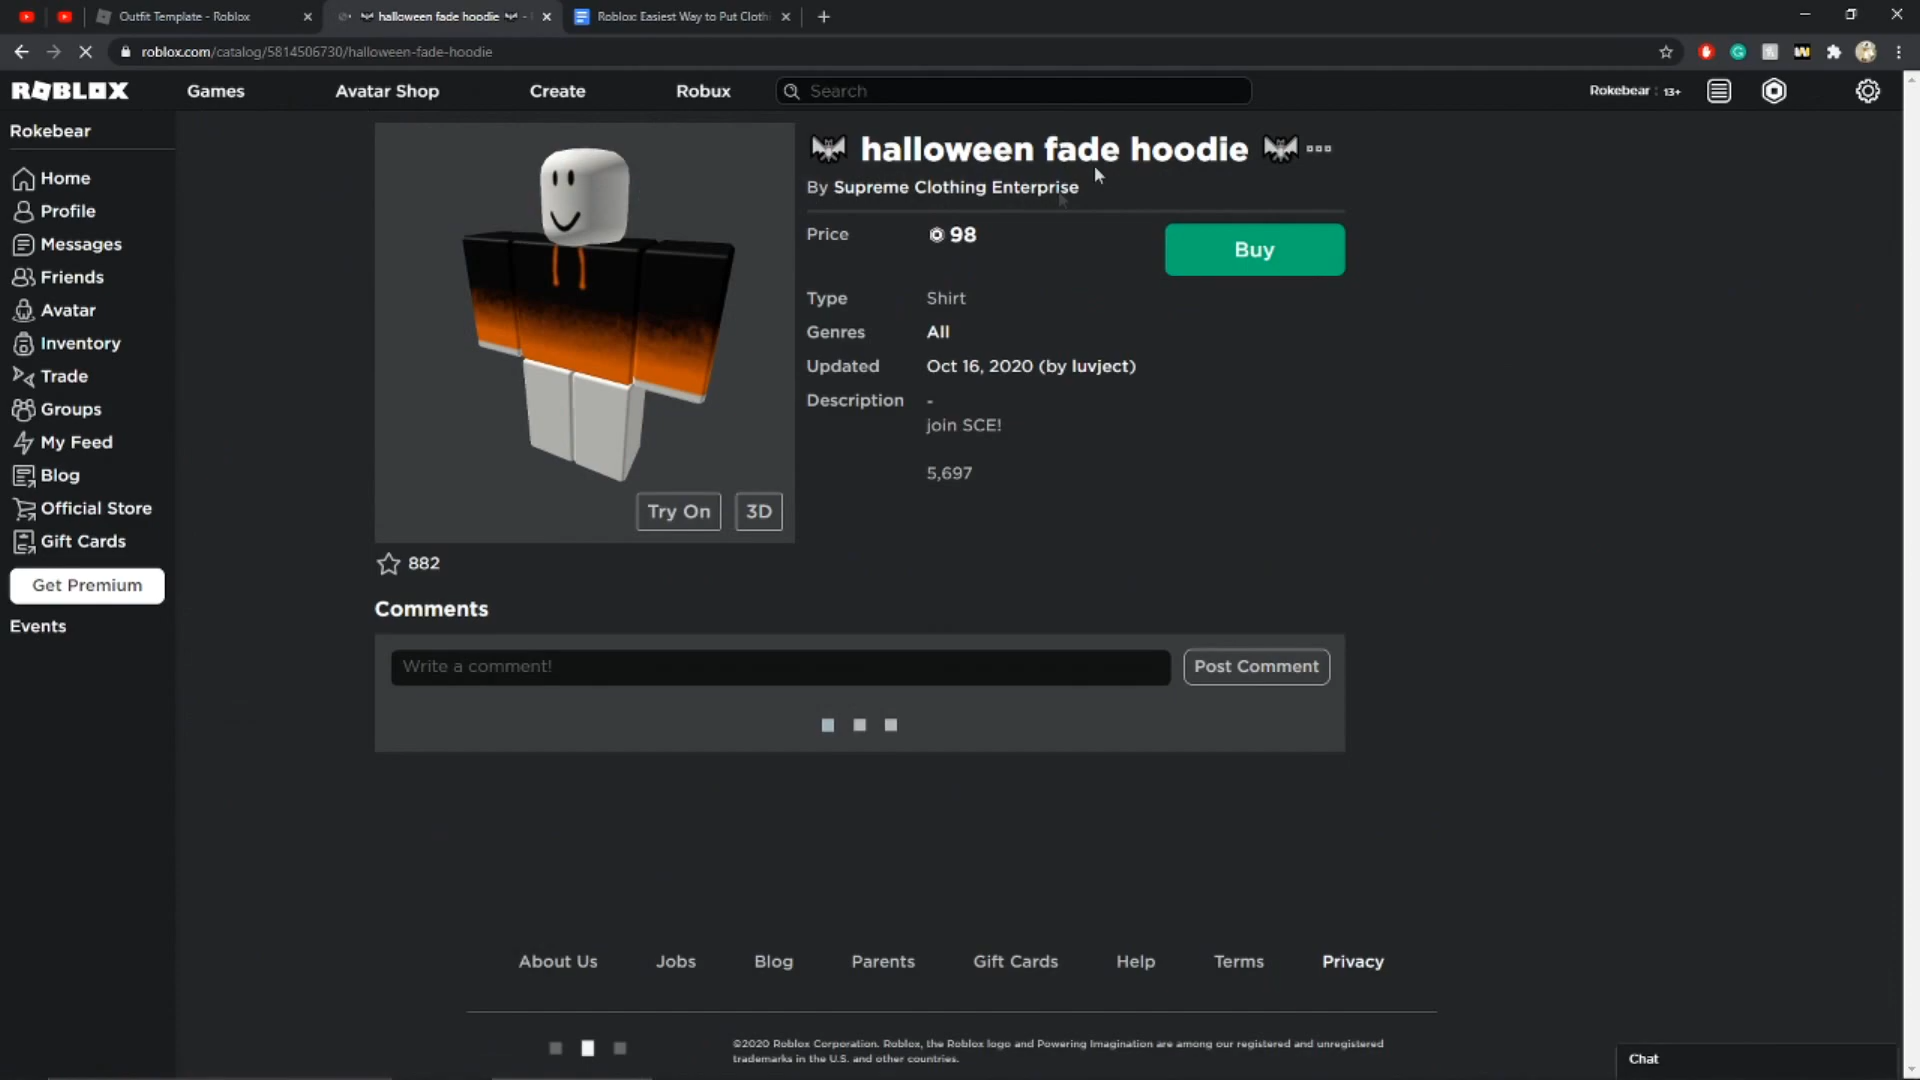 Outfit Template - Roblox
halloween fade hoodie
Roblox: Easiest Way to Put Cloth
roblox.com/catalog/5814506730/halloween-fade-hoodie
ROBLOX
Games
Avatar Shop
Create
Robux
Search
Rokebear : 13+
Rokebear
Home
Profile
Messages
Friends
Avatar
Inventory
Trade
Groups
My Feed
Blog
Official Store
Gift Cards
Get Premium
Events
halloween fade hoodie
By Supreme Clothing Enterprise
Price 98
Buy
Type Shirt
Genres All
Updated Oct 16, 2020 (by luvject)
Description -
join SCE!
5,697
Try On
3D
882
Comments
Write a comment!
Post Comment
About Us Jobs Blog Parents Gift Cards Help Terms Privacy
©2020 Roblox Corporation. Roblox, the Roblox logo and Powering Imagination are among our registered and unregistered
trademarks in the U.S. and other countries.
Chat